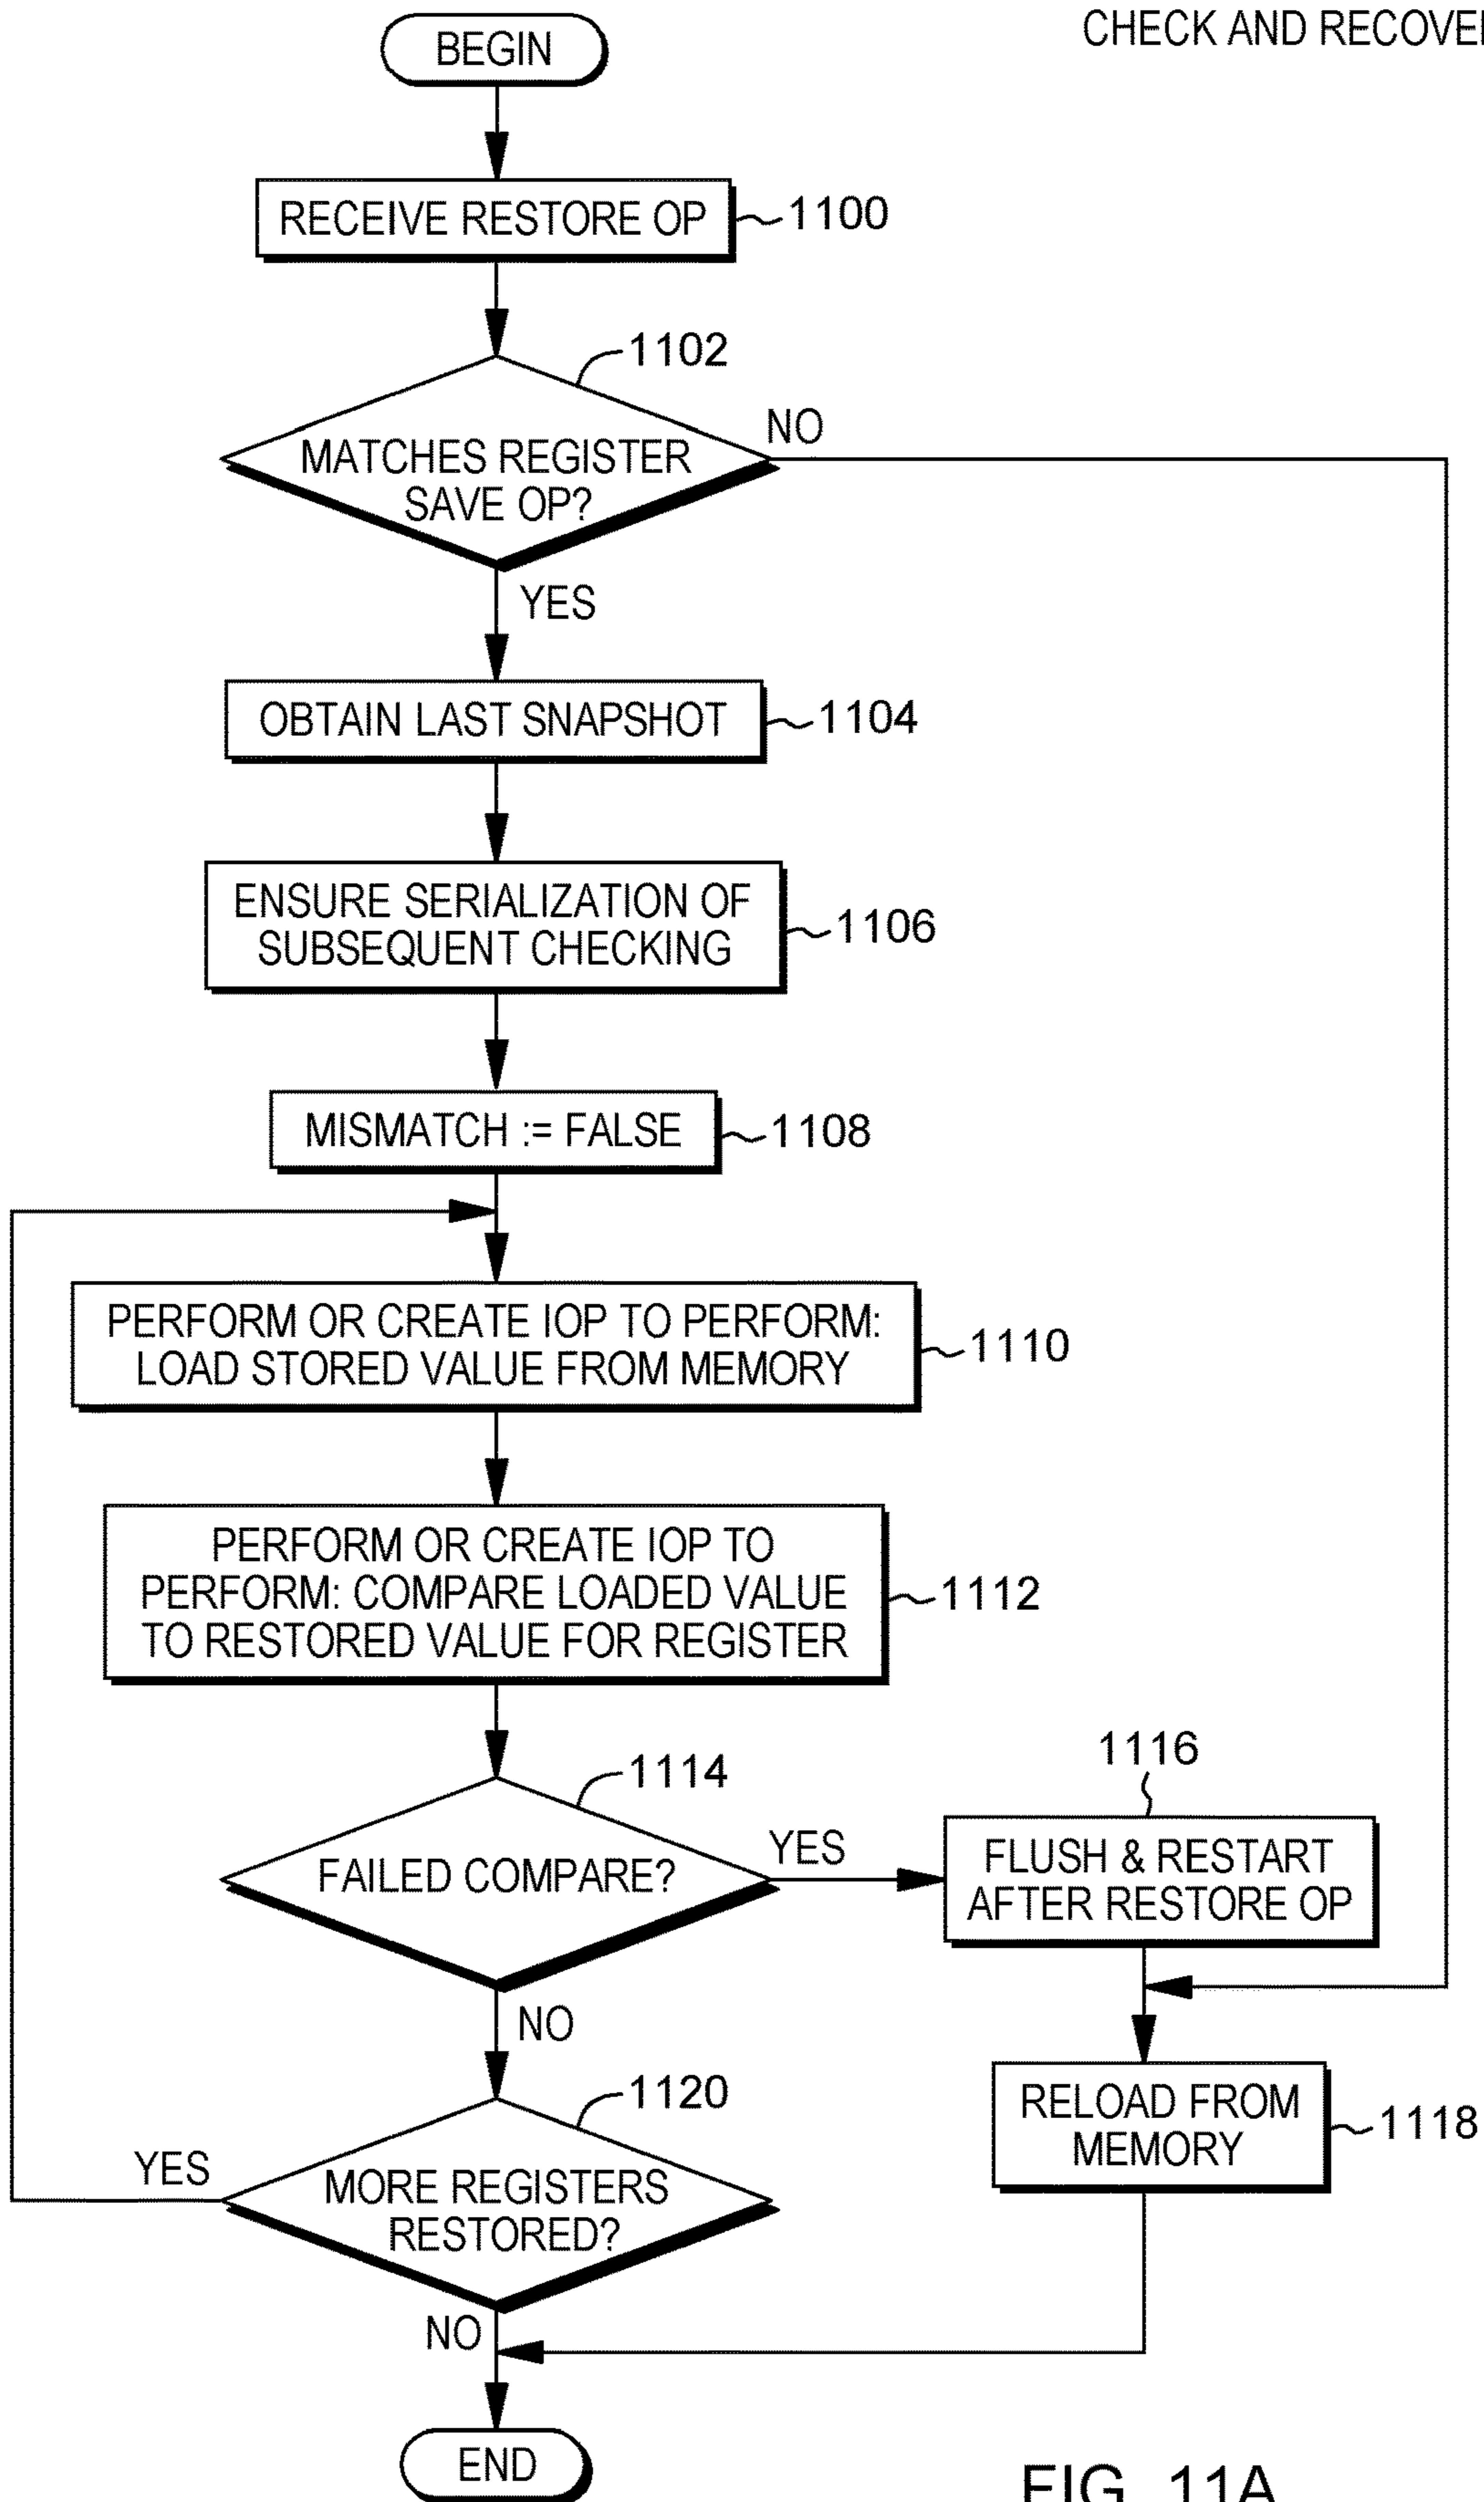 CHECK AND RECOVER
BEGIN
RECEIVE RESTORE OP
1100
1102
MATCHES REGISTER
SAVE OP?
NO
YES
OBTAIN LAST SNAPSHOT
1104
ENSURE SERIALIZATION OF
SUBSEQUENT CHECKING
1106
MISMATCH := FALSE
1108
PERFORM OR CREATE IOP TO PERFORM:
LOAD STORED VALUE FROM MEMORY
1110
PERFORM OR CREATE IOP TO
PERFORM: COMPARE LOADED VALUE
TO RESTORED VALUE FOR REGISTER
1112
1114
FAILED COMPARE?
YES
1116
FLUSH & RESTART
AFTER RESTORE OP
NO
1120
RELOAD FROM
MEMORY
1118
YES
MORE REGISTERS
RESTORED?
NO
END
FIG. 11A